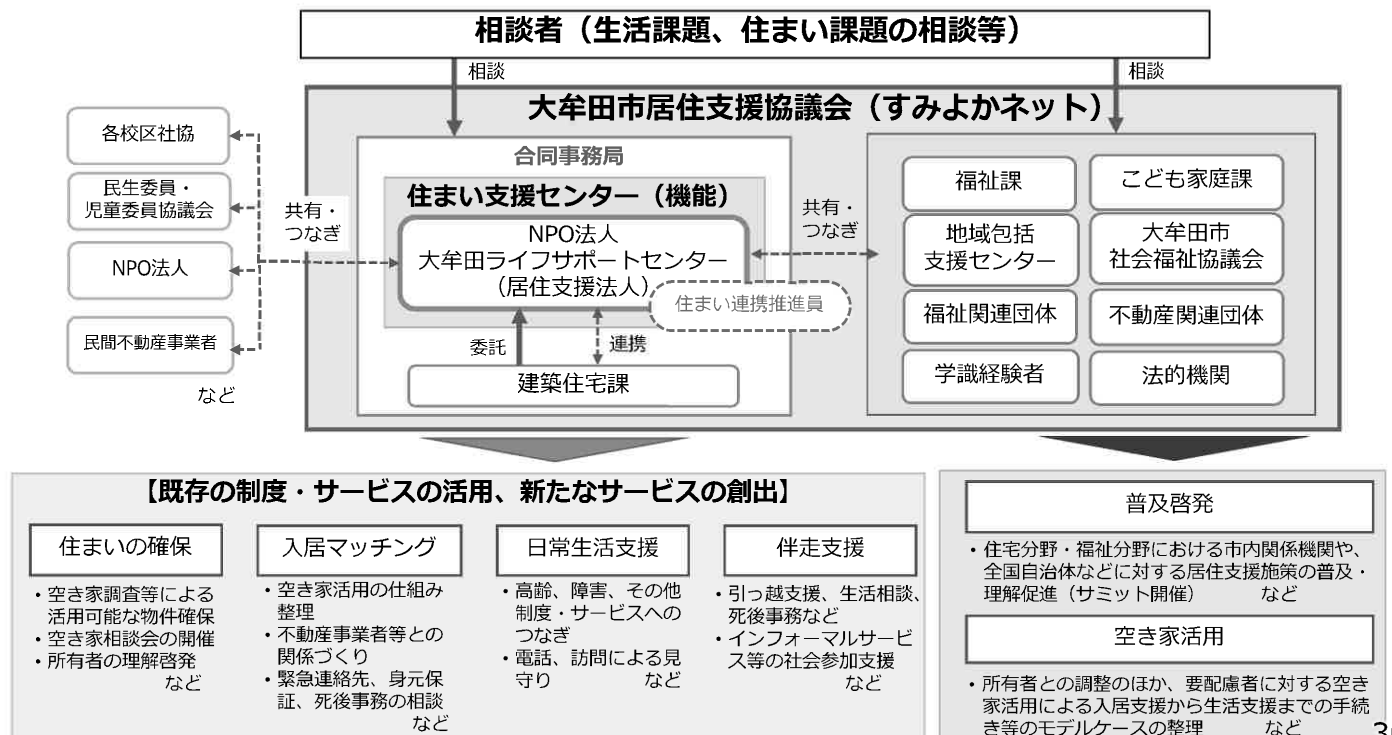 相談者（生活課題、住まい課題の相談等）
相談
相談
大牟田市居住支援協議会（すみよかネット）
各校区社協
民生委員・
児童委員協議会
NPO法人
民間不動産事業者
など
共有・
つなぎ
合同事務局
住まい支援センター（機能）
NPO法人
大牟田ライフサポートセンター
（居住支援法人）
住まい連携推進員
委託
連携
建築住宅課
共有・
つなぎ
福祉課
こども家庭課
地域包括
支援センター
大牟田市
社会福祉協議会
福祉関連団体
不動産関連団体
学識経験者
法的機関
【既存の制度・サービスの活用、新たなサービスの創出】
住まいの確保
・空き家調査等による
活用可能な物件確保
・空き家相談会の開催
・所有者の理解啓発
など
入居マッチング
・空き家活用の仕組み
整理
・不動産事業者等との
関係づくり
・緊急連絡先、身元保
証、死後事務の相談
など
日常生活支援
・高齢、障害、その他
制度・サービスへの
つなぎ
・電話、訪問による見
守り　など
伴走支援
・引っ越支援、生活相談、
死後事務など
・インフォーマルサービ
ス等の社会参加支援
など
普及啓発
・住宅分野・福祉分野における市内関係機関や、
全国自治体などに対する居住支援施策の普及・
理解促進（サミット開催）　など
空き家活用
・所有者との調整のほか、要配慮者に対する空き
家活用による入居支援から生活支援までの手続
き等のモデルケースの整理　など